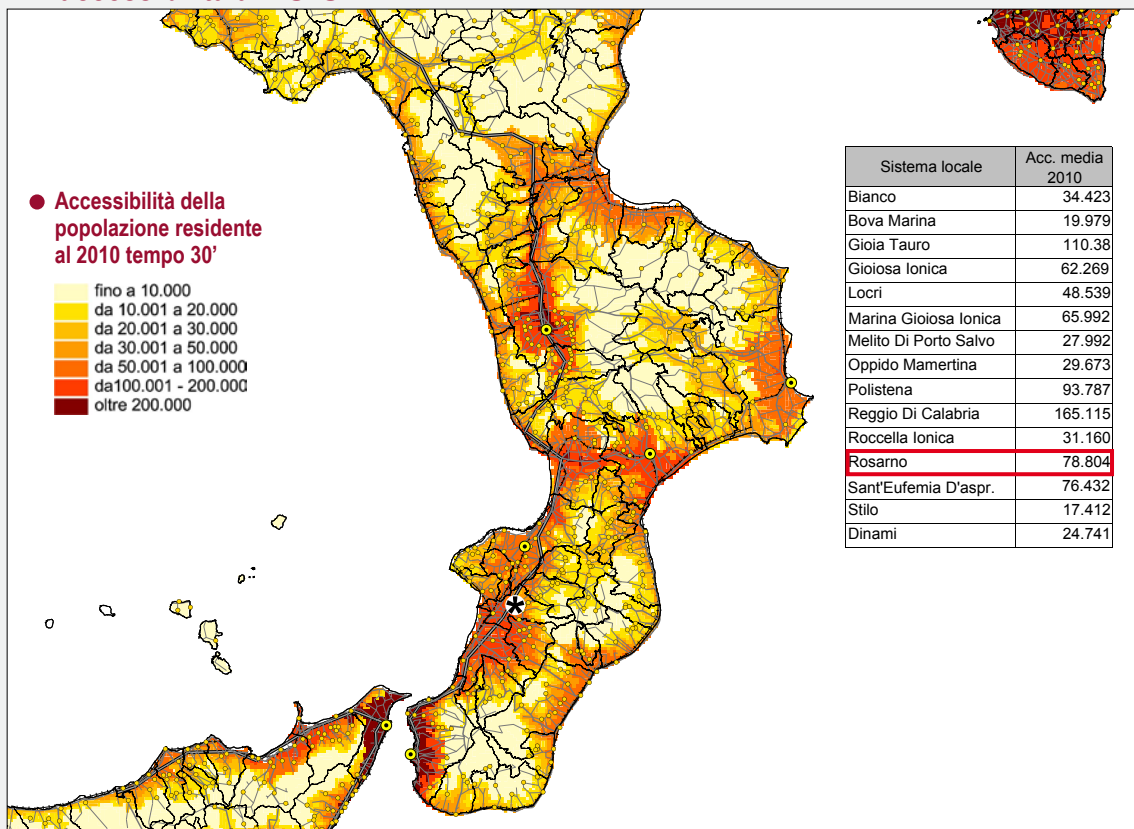 ● Accessibilità della
popolazione residente
al 2010 tempo 30’
fino a 10.000
da 10.001 a 20.000
da 20.001 a 30.000
da 30.001 a 50.000
da 50.001 a 100.000
da100.001 - 200.000
oltre 200.000
Sistema locale Acc. media 2010
Bianco 34.423
Bova Marina 19.979
Gioia Tauro 110.38
Gioiosa Ionica 62.269
Locri 48.539
Marina Gioiosa Ionica 65.992
Melito Di Porto Salvo 27.992
Oppido Mamertina 29.673
Polistena 93.787
Reggio Di Calabria 165.115
Roccella Ionica 31.160
Rosarno 78.804
Sant'Eufemia D'aspr. 76.432
Stilo 17.412
Dinami 24.741
*